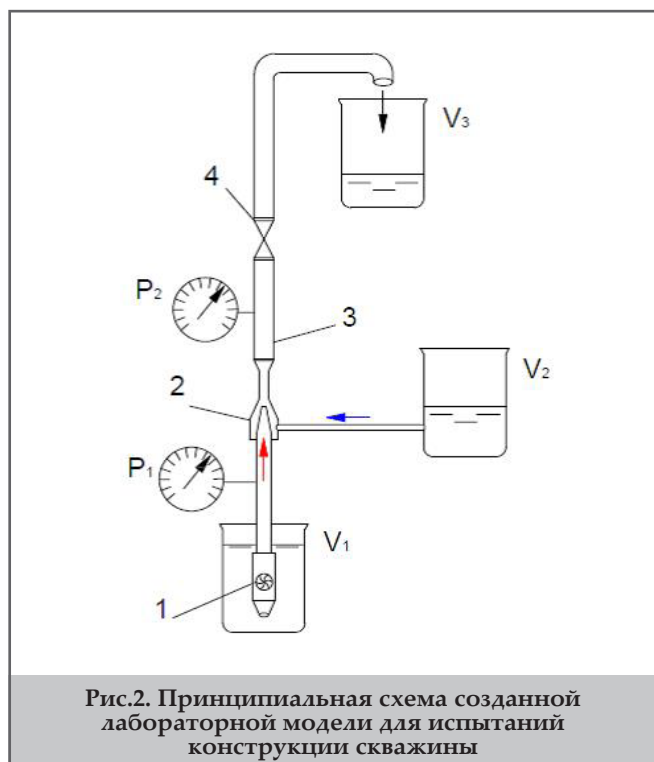 V₃
4
P₂
3
V₂
2
P₁
V₁
1
Рис.2. Принципиальная схема созданной
лабораторной модели для испытаний
конструкции скважины